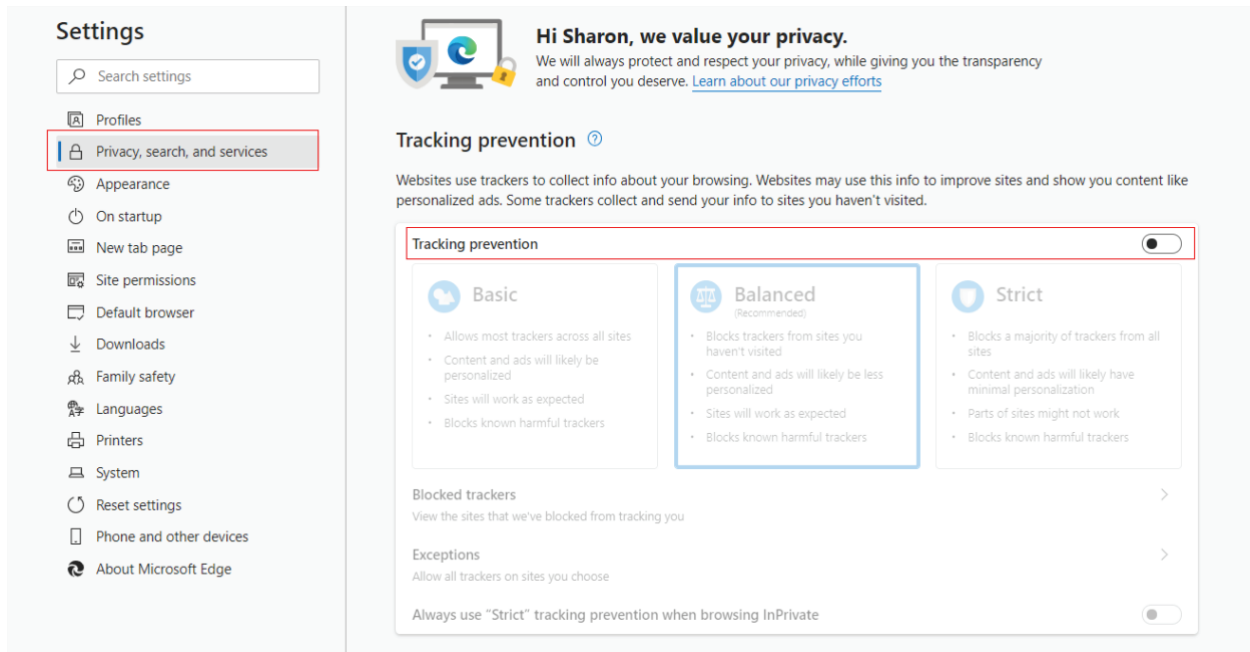 Settings
Search settings
Profiles
Privacy, search, and services
Appearance
On startup
New tab page
Site permissions
Default browser
Downloads
Family safety
Languages
Printers
System
Reset settings
Phone and other devices
About Microsoft Edge
Hi Sharon, we value your privacy.
We will always protect and respect your privacy, while giving you the transparency
and control you deserve. Learn about our privacy efforts
Tracking prevention
Websites use trackers to collect info about your browsing. Websites may use this info to improve sites and show you content like
personalized ads. Some trackers collect and send your info to sites you haven't visited.
Tracking prevention
Basic
• Allows most trackers across all sites
• Content and ads will likely be
personalized
• Sites will work as expected
• Blocks known harmful trackers
Balanced
(Recommended)
• Blocks trackers from sites you
haven't visited
• Content and ads will likely be less
personalized
• Sites will work as expected
• Blocks known harmful trackers
Strict
• Blocks a majority of trackers from all
sites
• Content and ads will likely have
minimal personalization
• Parts of sites might not work
• Blocks known harmful trackers
Blocked trackers
View the sites that we've blocked from tracking you
Exceptions
Allow all trackers on sites you choose
Always use "Strict" tracking prevention when browsing InPrivate